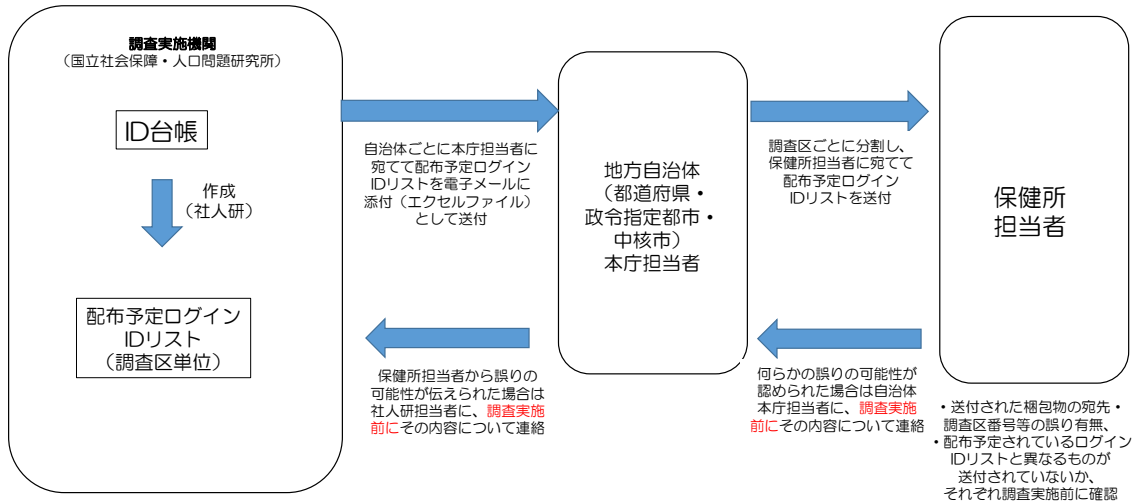 調査実施機関
（国立社会保障・人口問題研究所）
ID台帳
作成
（社人研）
配布予定ログイン
IDリスト
（調査区単位）
自治体ごとに本庁担当者に
宛てて配布予定ログイン
IDリストを電子メールに
添付（エクセルファイル）
として送付
保健所担当者から誤りの
可能性が伝えられた場合は
社人研担当者に、調査実施
前にその内容について連絡
地方自治体
（都道府県・
政令指定都市・
中核市）
本庁担当者
調査区ごとに分割し、
保健所担当者に宛てて
配布予定ログイン
IDリストを送付
何らかの誤りの可能性が
認められた場合は自治体
本庁担当者に、調査実施
前にその内容について連絡
保健所
担当者
・送付された梱包物の宛先・
調査区番号等の誤り有無、
・配布予定されているログイン
IDリストと異なるものが
送付されていないか、
それぞれ調査実施前に確認